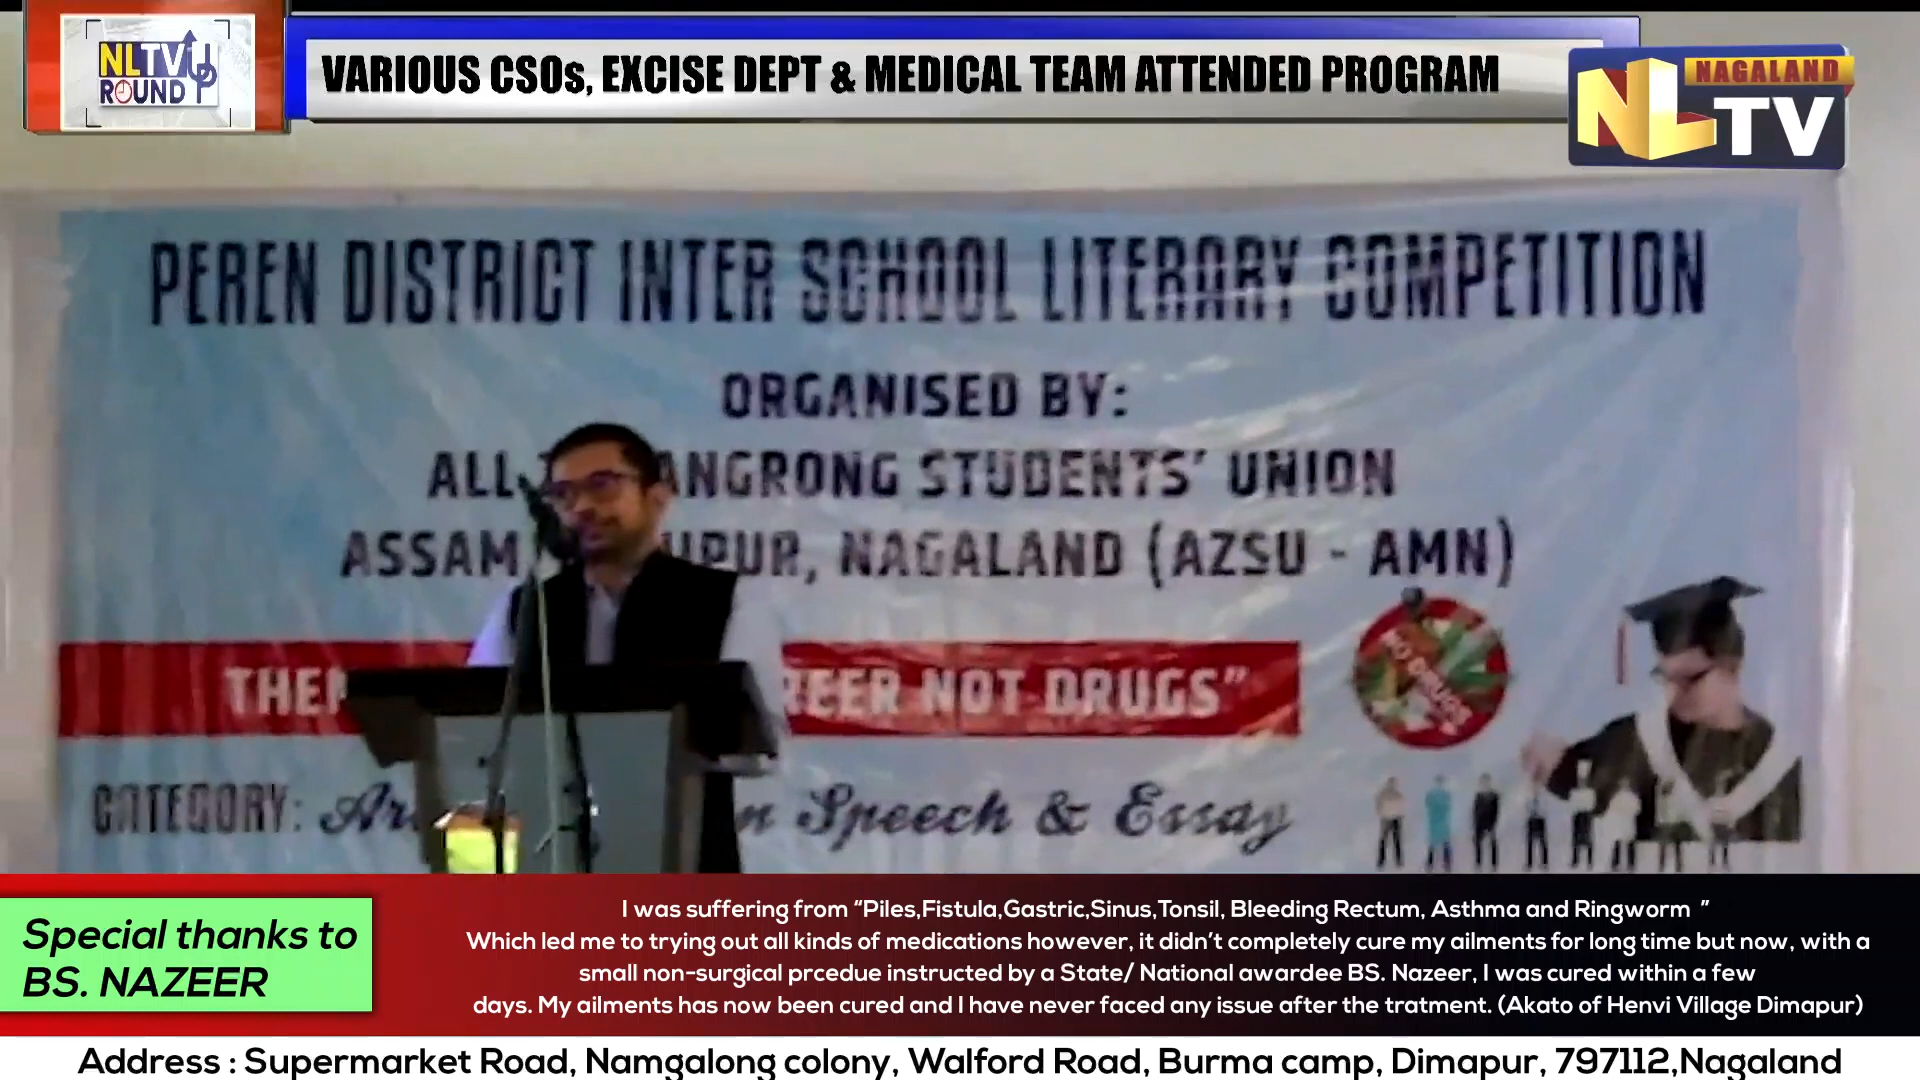 NLTV UP
ROUND
VARIOUS CSOs, EXCISE DEPT & MEDICAL TEAM ATTENDED PROGRAM
NAGALAND
NLTV
PEREN DISTRICT INTER SCHOOL LITERARY COMPETITION
ORGANISED BY:
ALL ANGRONG STUDENTS' UNION
ASSAM PUR, NAGALAND (AZSU - AMN)
NOT DRUGS"
NO DRUGS
CATEGORY: Speech & Essay
Special thanks to
BS. NAZEER
I was suffering from “Piles,Fistula,Gastric,Sinus,Tonsil, Bleeding Rectum, Asthma and Ringworm ”
Which led me to trying out all kinds of medications however, it didn't completely cure my ailments for long time but now, with a
small non-surgical prcedue instructed by a State/ National awardee BS. Nazeer, I was cured within a few
days. My ailments has now been cured and I have never faced any issue after the tratment. (Akato of Henvi Village Dimapur)
Address : Supermarket Road, Namgalong colony, Walford Road, Burma camp, Dimapur, 797112,Nagaland